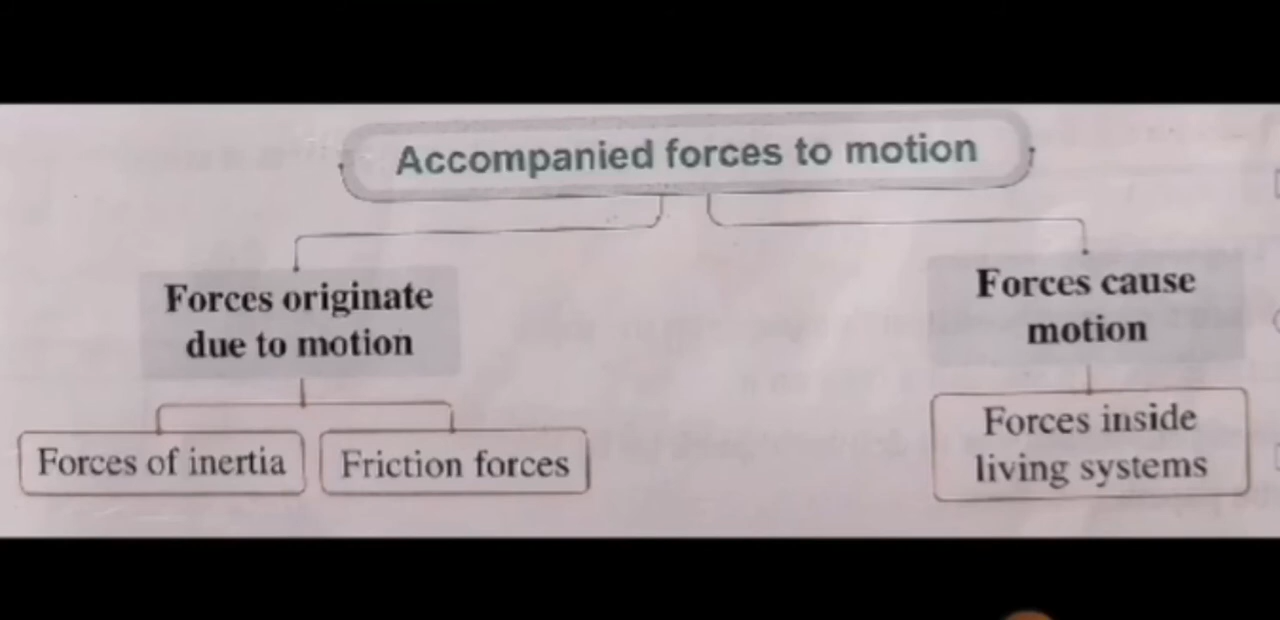 Accompanied forces to motion
Forces originate
due to motion
Forces cause
motion
Forces of inertia
Friction forces
Forces inside
living systems